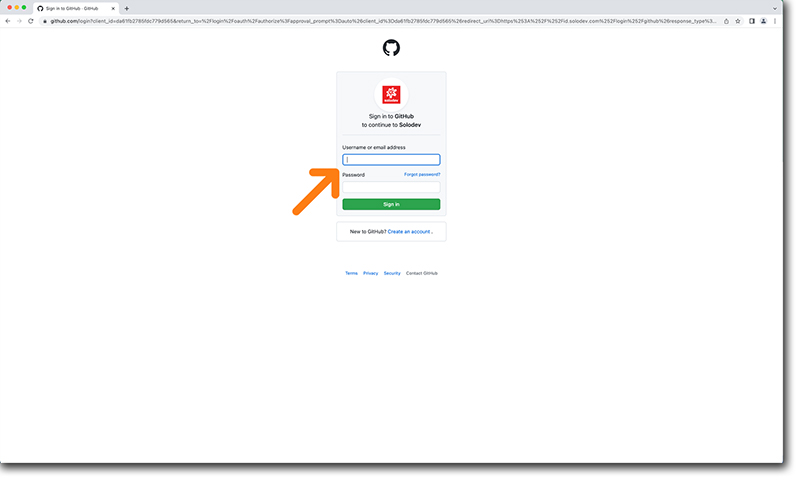 Sign in to GitHub · GitHub
github.com/login?client_id=da61fb2785fdc779d565&return_to=%2Flogin%2Foauth%2Fauthorize%3Fapproval_prompt%3Dauto%26client_id%3Dda61fb2785fdc779d565%26redirect_uri%3Dhttps%253A%252F%252Fid.solodev.com%252Flogin%252Fgithub%26response_type%3...
solodev
Sign in to GitHub
to continue to Solodev
Username or email address
Password Forgot password?
Sign in
New to GitHub? Create an account .
Terms Privacy Security Contact GitHub